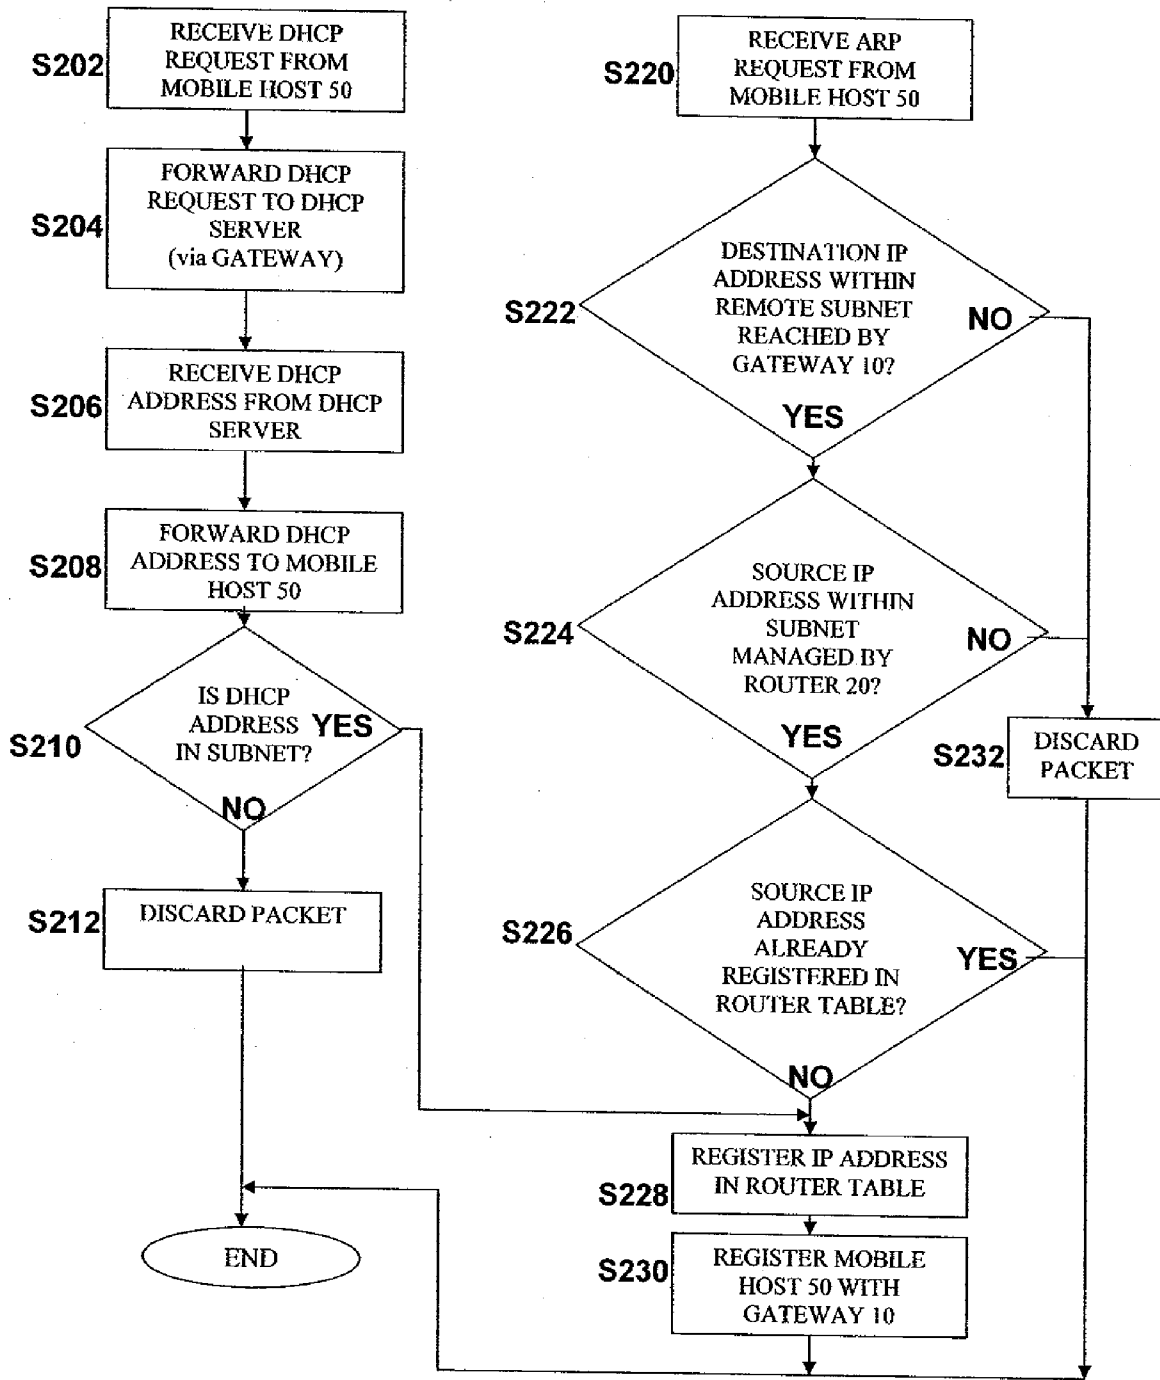 S202
RECEIVE DHCP
REQUEST FROM
MOBILE HOST 50
S204
FORWARD DHCP
REQUEST TO DHCP
SERVER
(via GATEWAY)
S206
RECEIVE DHCP
ADDRESS FROM DHCP
SERVER
S208
FORWARD DHCP
ADDRESS TO MOBILE
HOST 50
S210
IS DHCP
ADDRESS
IN SUBNET?
YES
NO
S212
DISCARD PACKET
END
S220
RECEIVE ARP
REQUEST FROM
MOBILE HOST 50
S222
DESTINATION IP
ADDRESS WITHIN
REMOTE SUBNET
REACHED BY
GATEWAY 10?
NO
YES
S224
SOURCE IP
ADDRESS WITHIN
SUBNET
MANAGED BY
ROUTER 20?
NO
YES
S232
DISCARD
PACKET
S226
SOURCE IP
ADDRESS
ALREADY
REGISTERED IN
ROUTER TABLE?
YES
NO
S228
REGISTER IP ADDRESS
IN ROUTER TABLE
S230
REGISTER MOBILE
HOST 50 WITH
GATEWAY 10